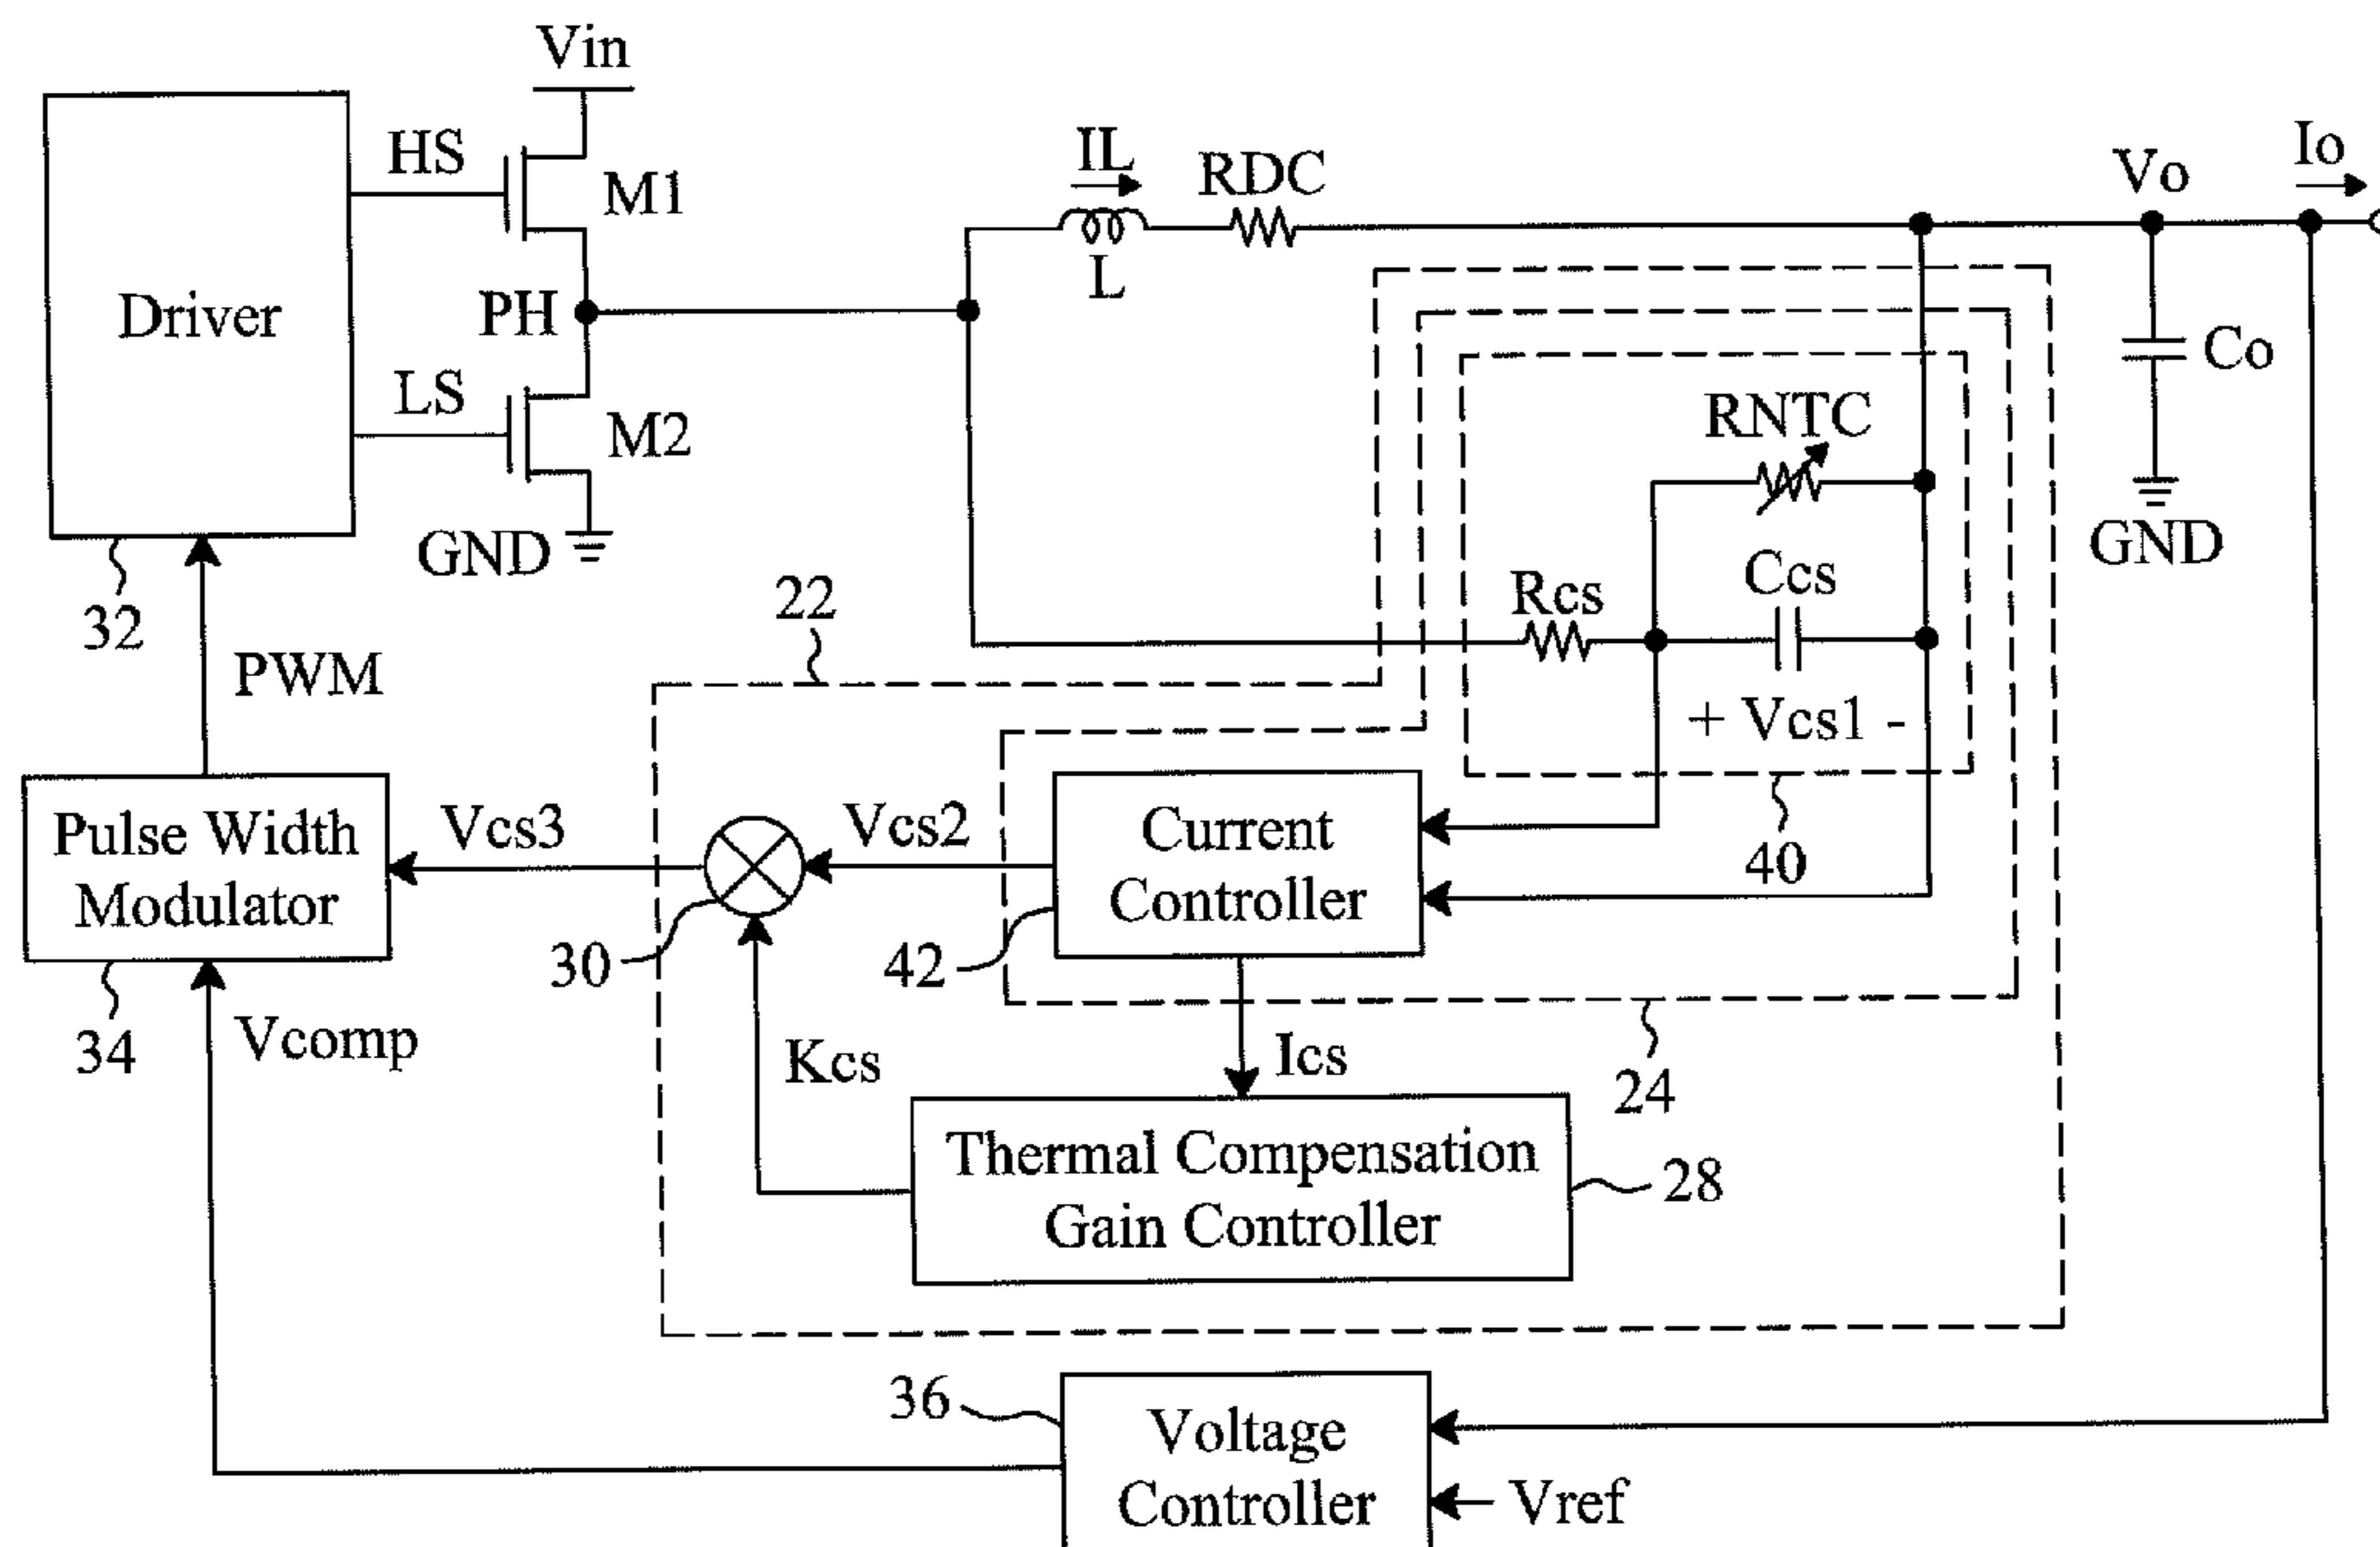 Vin
Driver
HS
M1
PH
LS
M2
GND
32
PWM
IL
RDC
L
Vo
Io
Co
GND
RNTC
Ccs
Rcs
+ Vcs1 -
22
40
Pulse Width
Modulator
34
Vcs3
Vcs2
30
42
Current
Controller
24
Vcomp
Kcs
Ics
Thermal Compensation
Gain Controller
28
36
Voltage
Controller
Vref